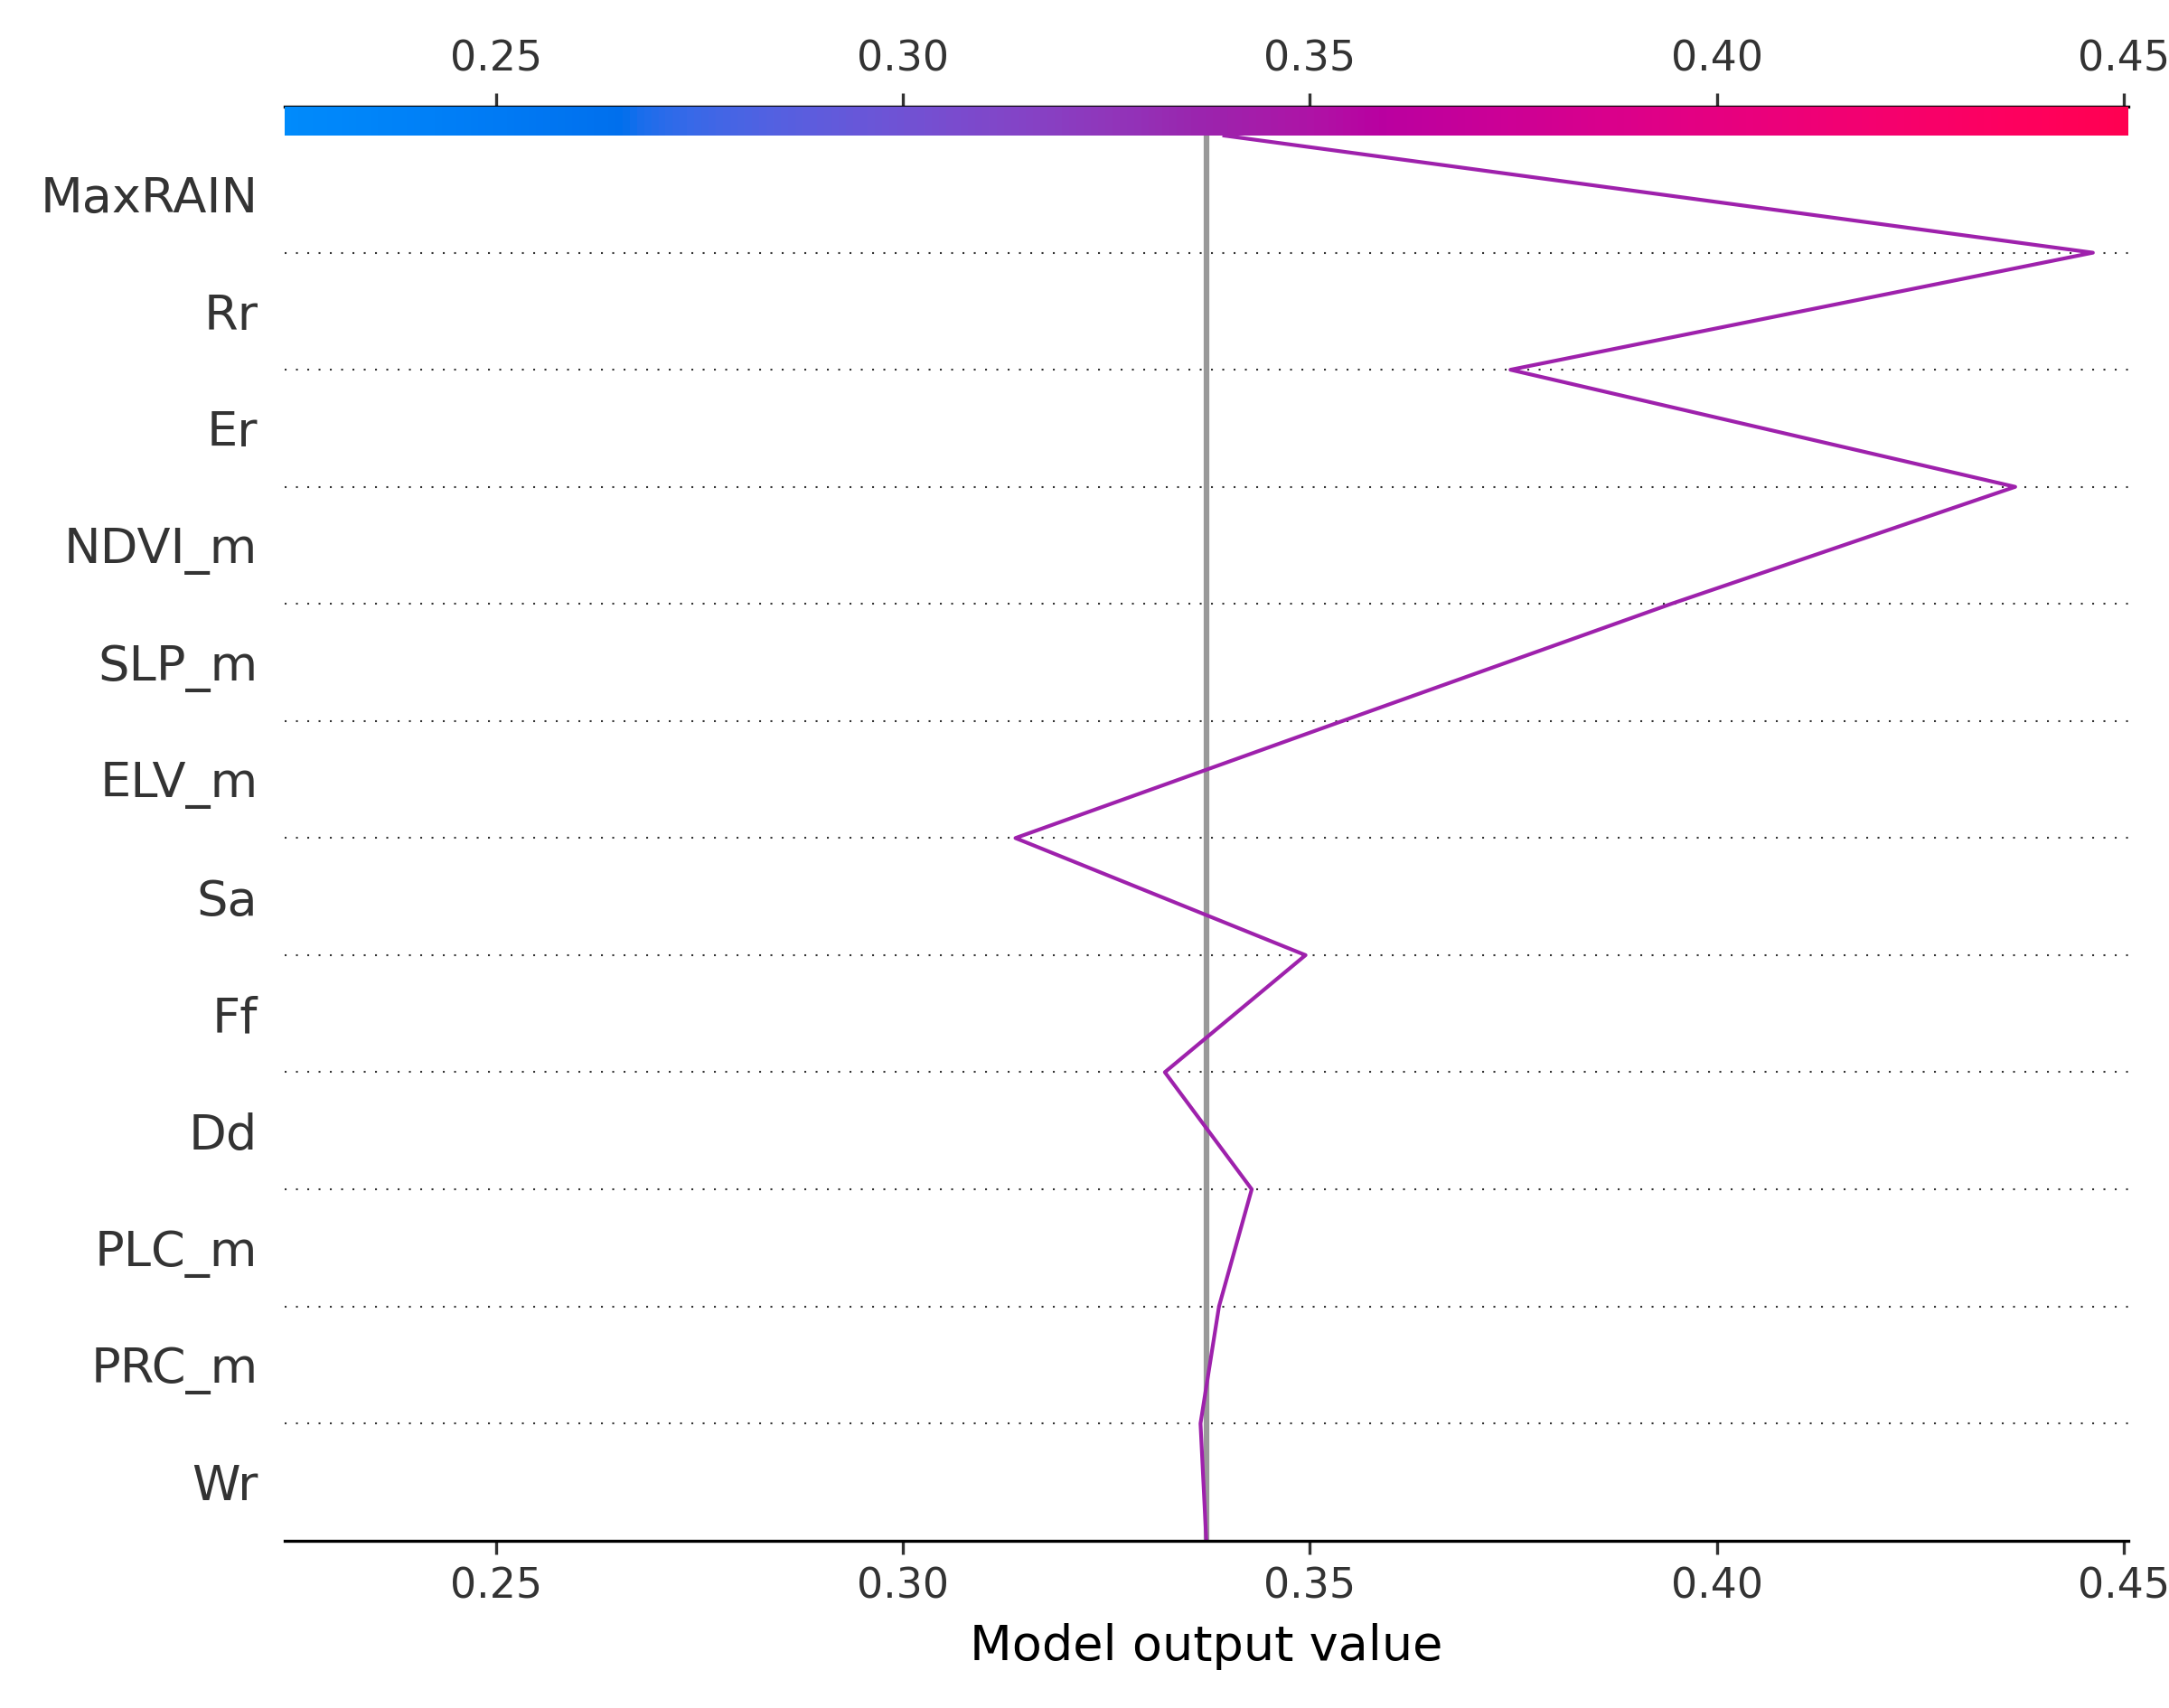 0.25 0.30 0.35 0.40 0.45
MaxRAIN
Rr
Er
NDVI_m
SLP_m
ELV_m
Sa
Ff
Dd
PLC_m
PRC_m
Wr
0.25 0.30 0.35 0.40 0.45
Model output value